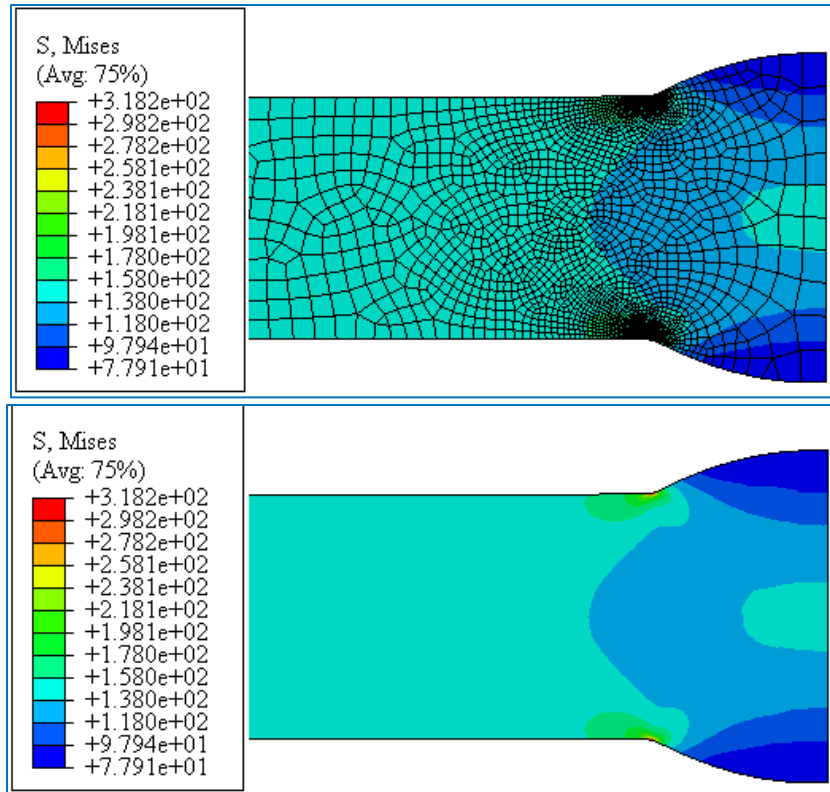 S, Mises
(Avg: 75%)
+3.182e+02
+2.982e+02
+2.782e+02
+2.581e+02
+2.381e+02
+2.181e+02
+1.981e+02
+1.780e+02
+1.580e+02
+1.380e+02
+1.180e+02
+9.794e+01
+7.791e+01
S, Mises
(Avg: 75%)
+3.182e+02
+2.982e+02
+2.782e+02
+2.581e+02
+2.381e+02
+2.181e+02
+1.981e+02
+1.780e+02
+1.580e+02
+1.380e+02
+1.180e+02
+9.794e+01
+7.791e+01